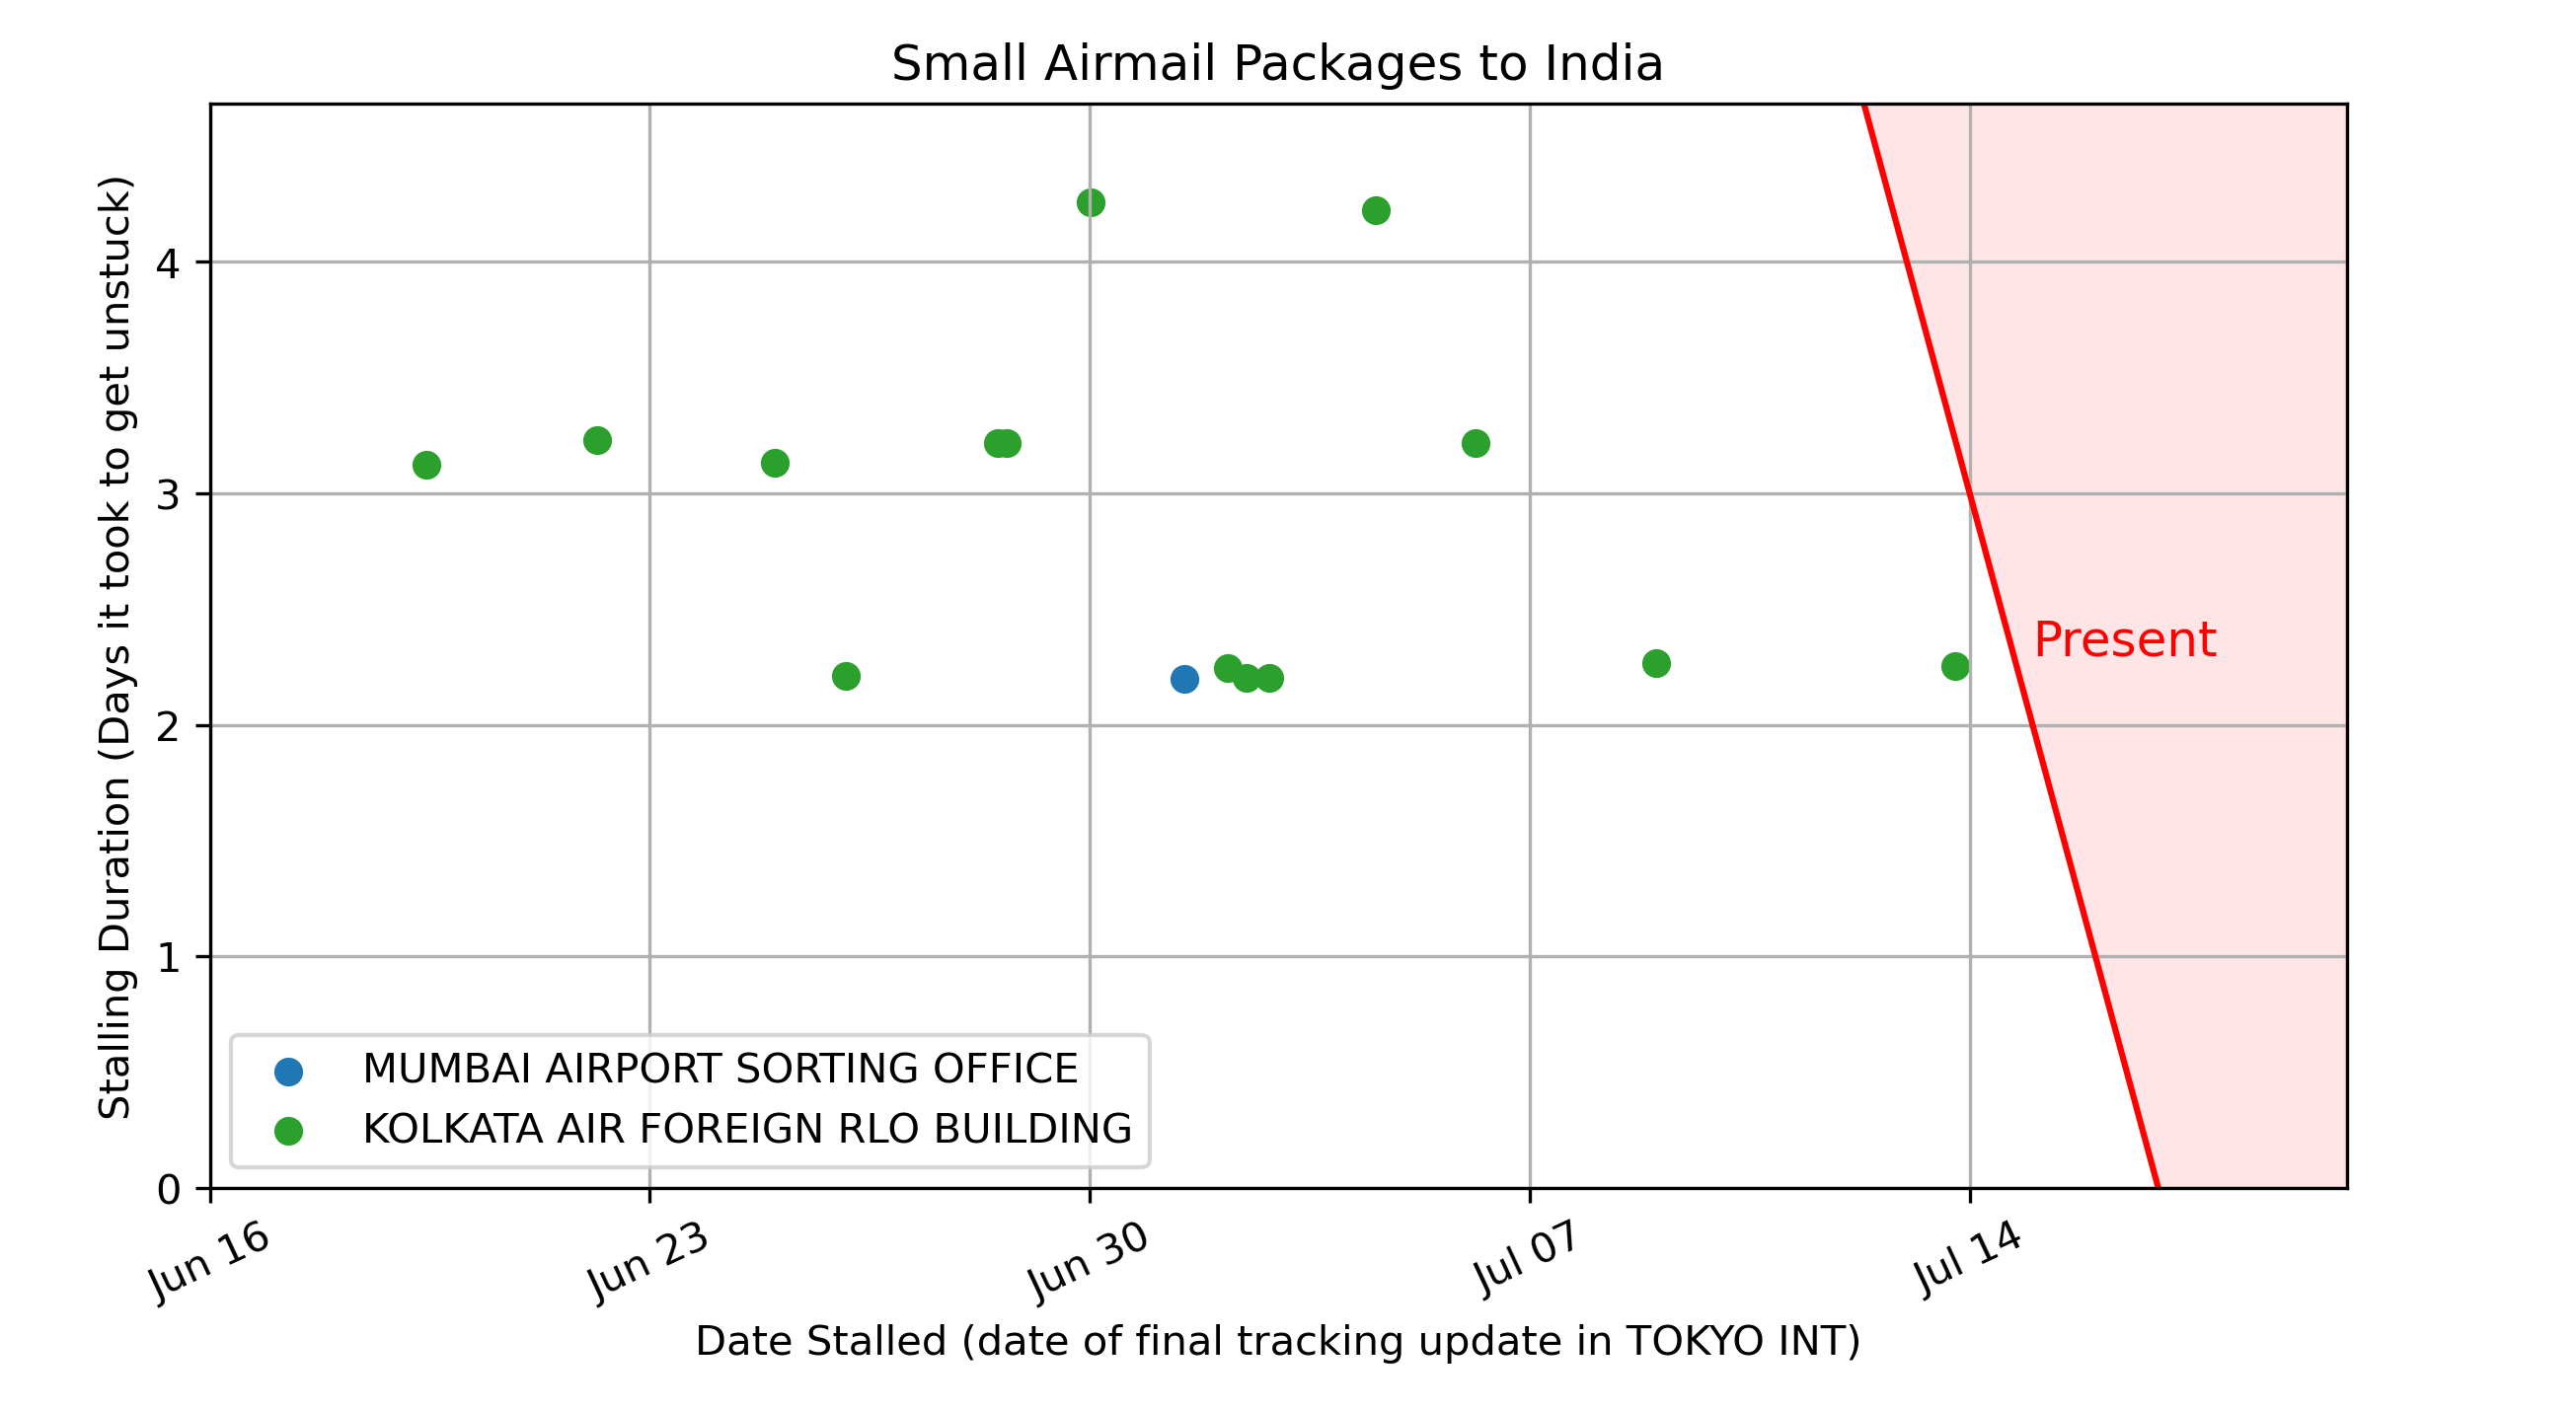 Small Airmail Packages to India
Stalling Duration (Days it took to get unstuck)
4
3
2
1
0
Present
MUMBAI AIRPORT SORTING OFFICE
KOLKATA AIR FOREIGN RLO BUILDING
Jun 16
Jun 23
Jun 30
Jul 07
Jul 14
Date Stalled (date of final tracking update in TOKYO INT)